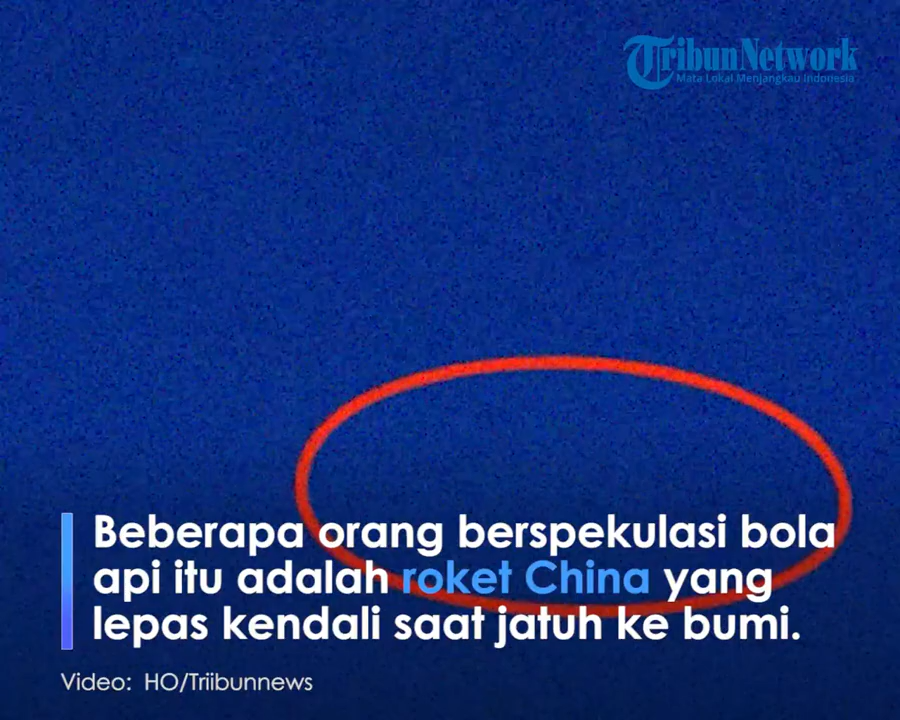 TribunNetwork
Mata Lokal Menjangkau Indonesia
Beberapa orang berspekulasi bola
api itu adalah roket China yang
lepas kendali saat jatuh ke bumi.
Video: HO/Triibunnews